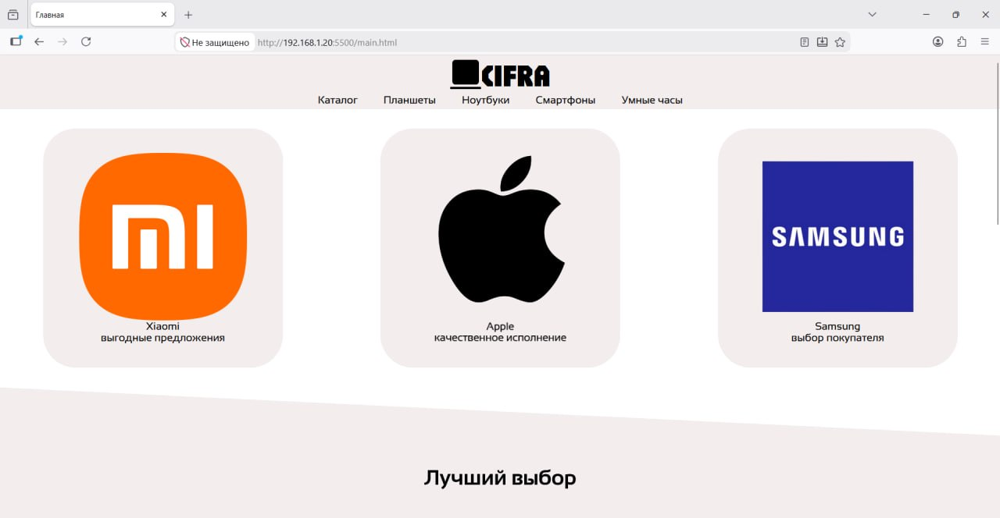 Главная
Не защищено http://192.168.1.20:5500/main.html
CIFRA
Каталог Планшеты Ноутбуки Смартфоны Умные часы
mi
SAMSUNG
Xiaomi
выгодные предложения
Apple
качественное исполнение
Samsung
выбор покупателя
Лучший выбор